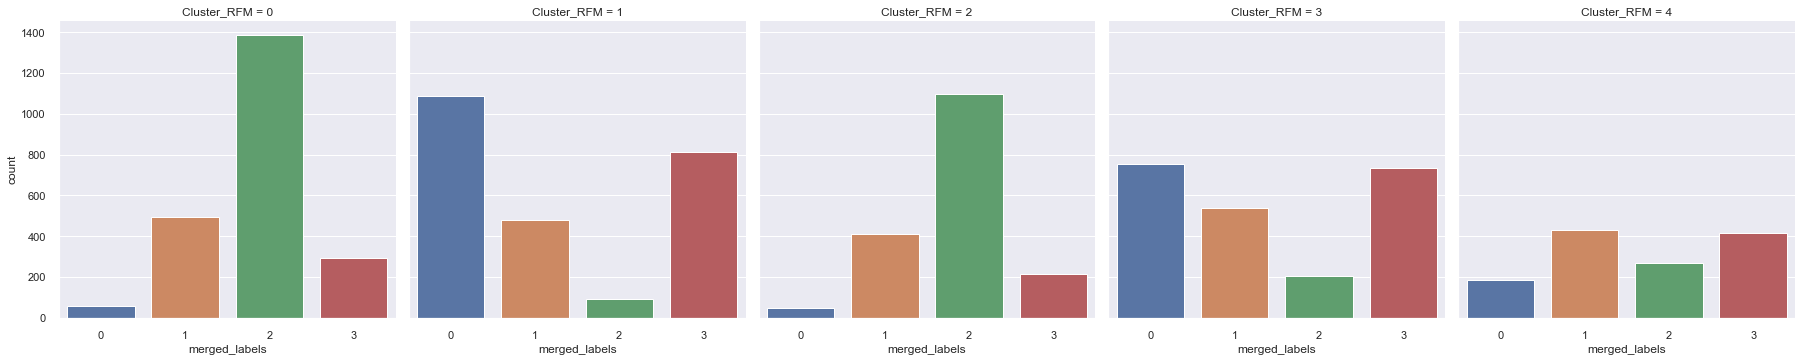 Cluster_RFM = 0 Cluster_RFM = 1 Cluster_RFM = 2 Cluster_RFM = 3 Cluster_RFM = 4
1400
1200
1000
800
600
400
200
0
count
0 1 2 3 0 1 2 3 0 1 2 3 0 1 2 3 0 1 2 3
merged_labels merged_labels merged_labels merged_labels merged_labels